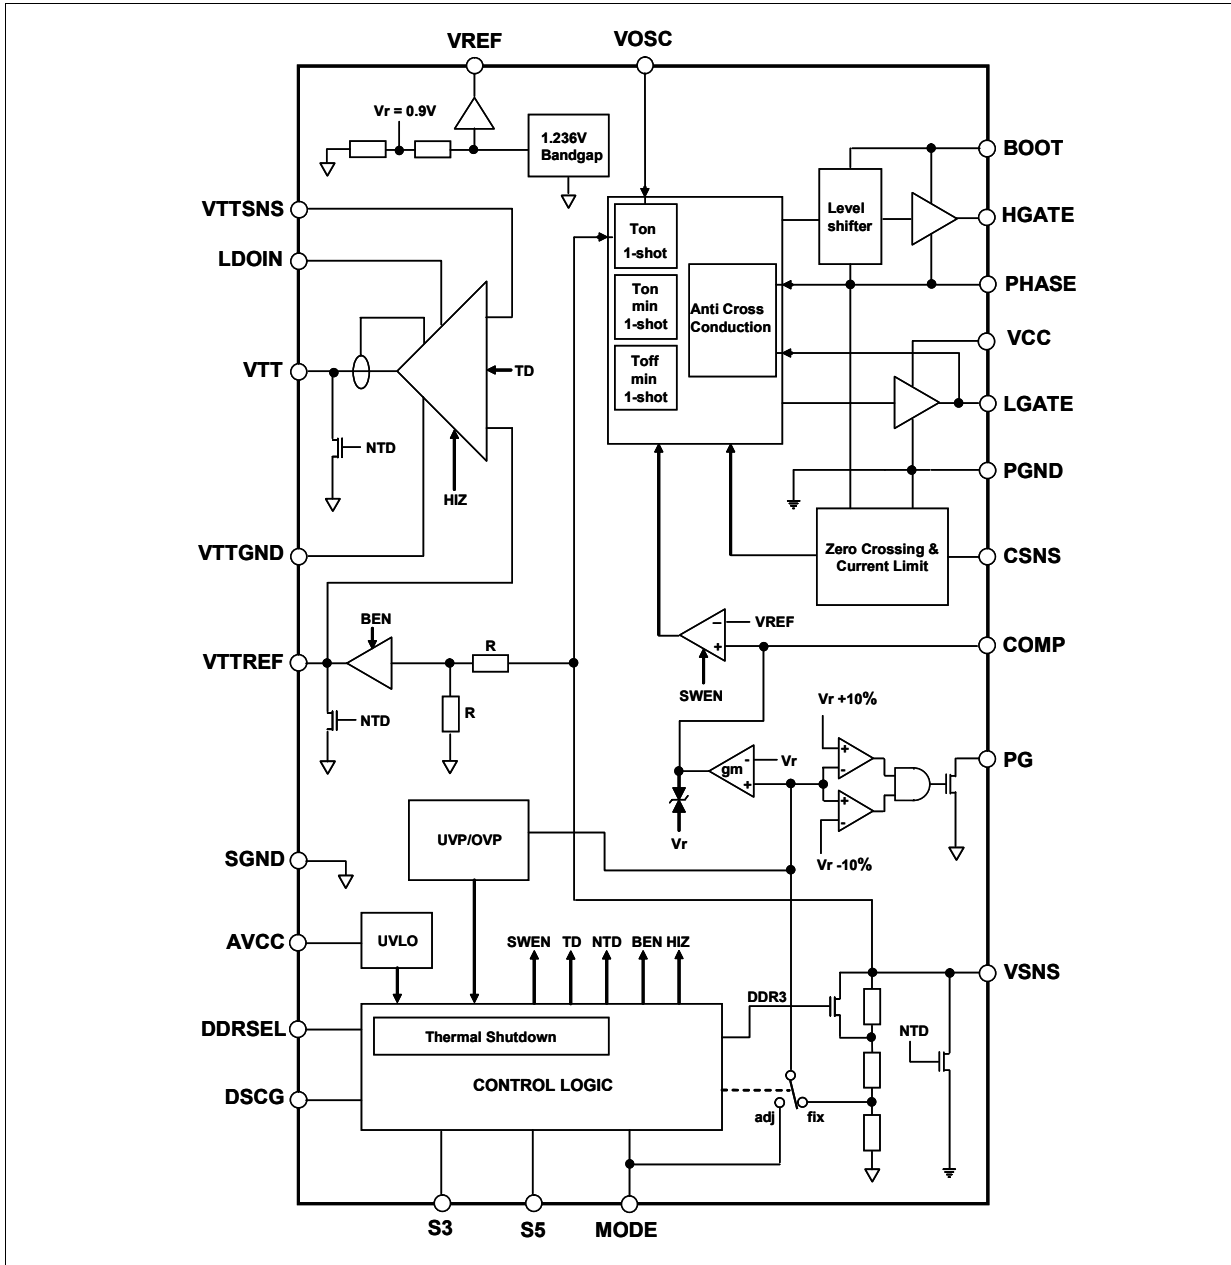 VREF
VOSC
Vr = 0.9V
1.236V
Bandgap
BOOT
VTTSNS
Level
shifter
HGATE
Ton
1-shot
LDOIN
PHASE
Ton
min
1-shot
Anti Cross
Conduction
VCC
VTT
TD
Toff
min
1-shot
LGATE
NTD
PGND
HIZ
VTTGND
Zero Crossing &
Current Limit
CSNS
BEN
VREF
–
+
COMP
VTTREF
R
SWEN
R
NTD
Vr +10%
+
-
PG
gm
-
+
Vr
+
-
Vr
Vr -10%
UVP/OVP
SGND
AVCC
UVLO
SWEN
TD
NTD
BEN
HIZ
VSNS
DDR3
DDRSEL
Thermal Shutdown
NTD
CONTROL LOGIC
DSCG
adj
fix
S3
S5
MODE